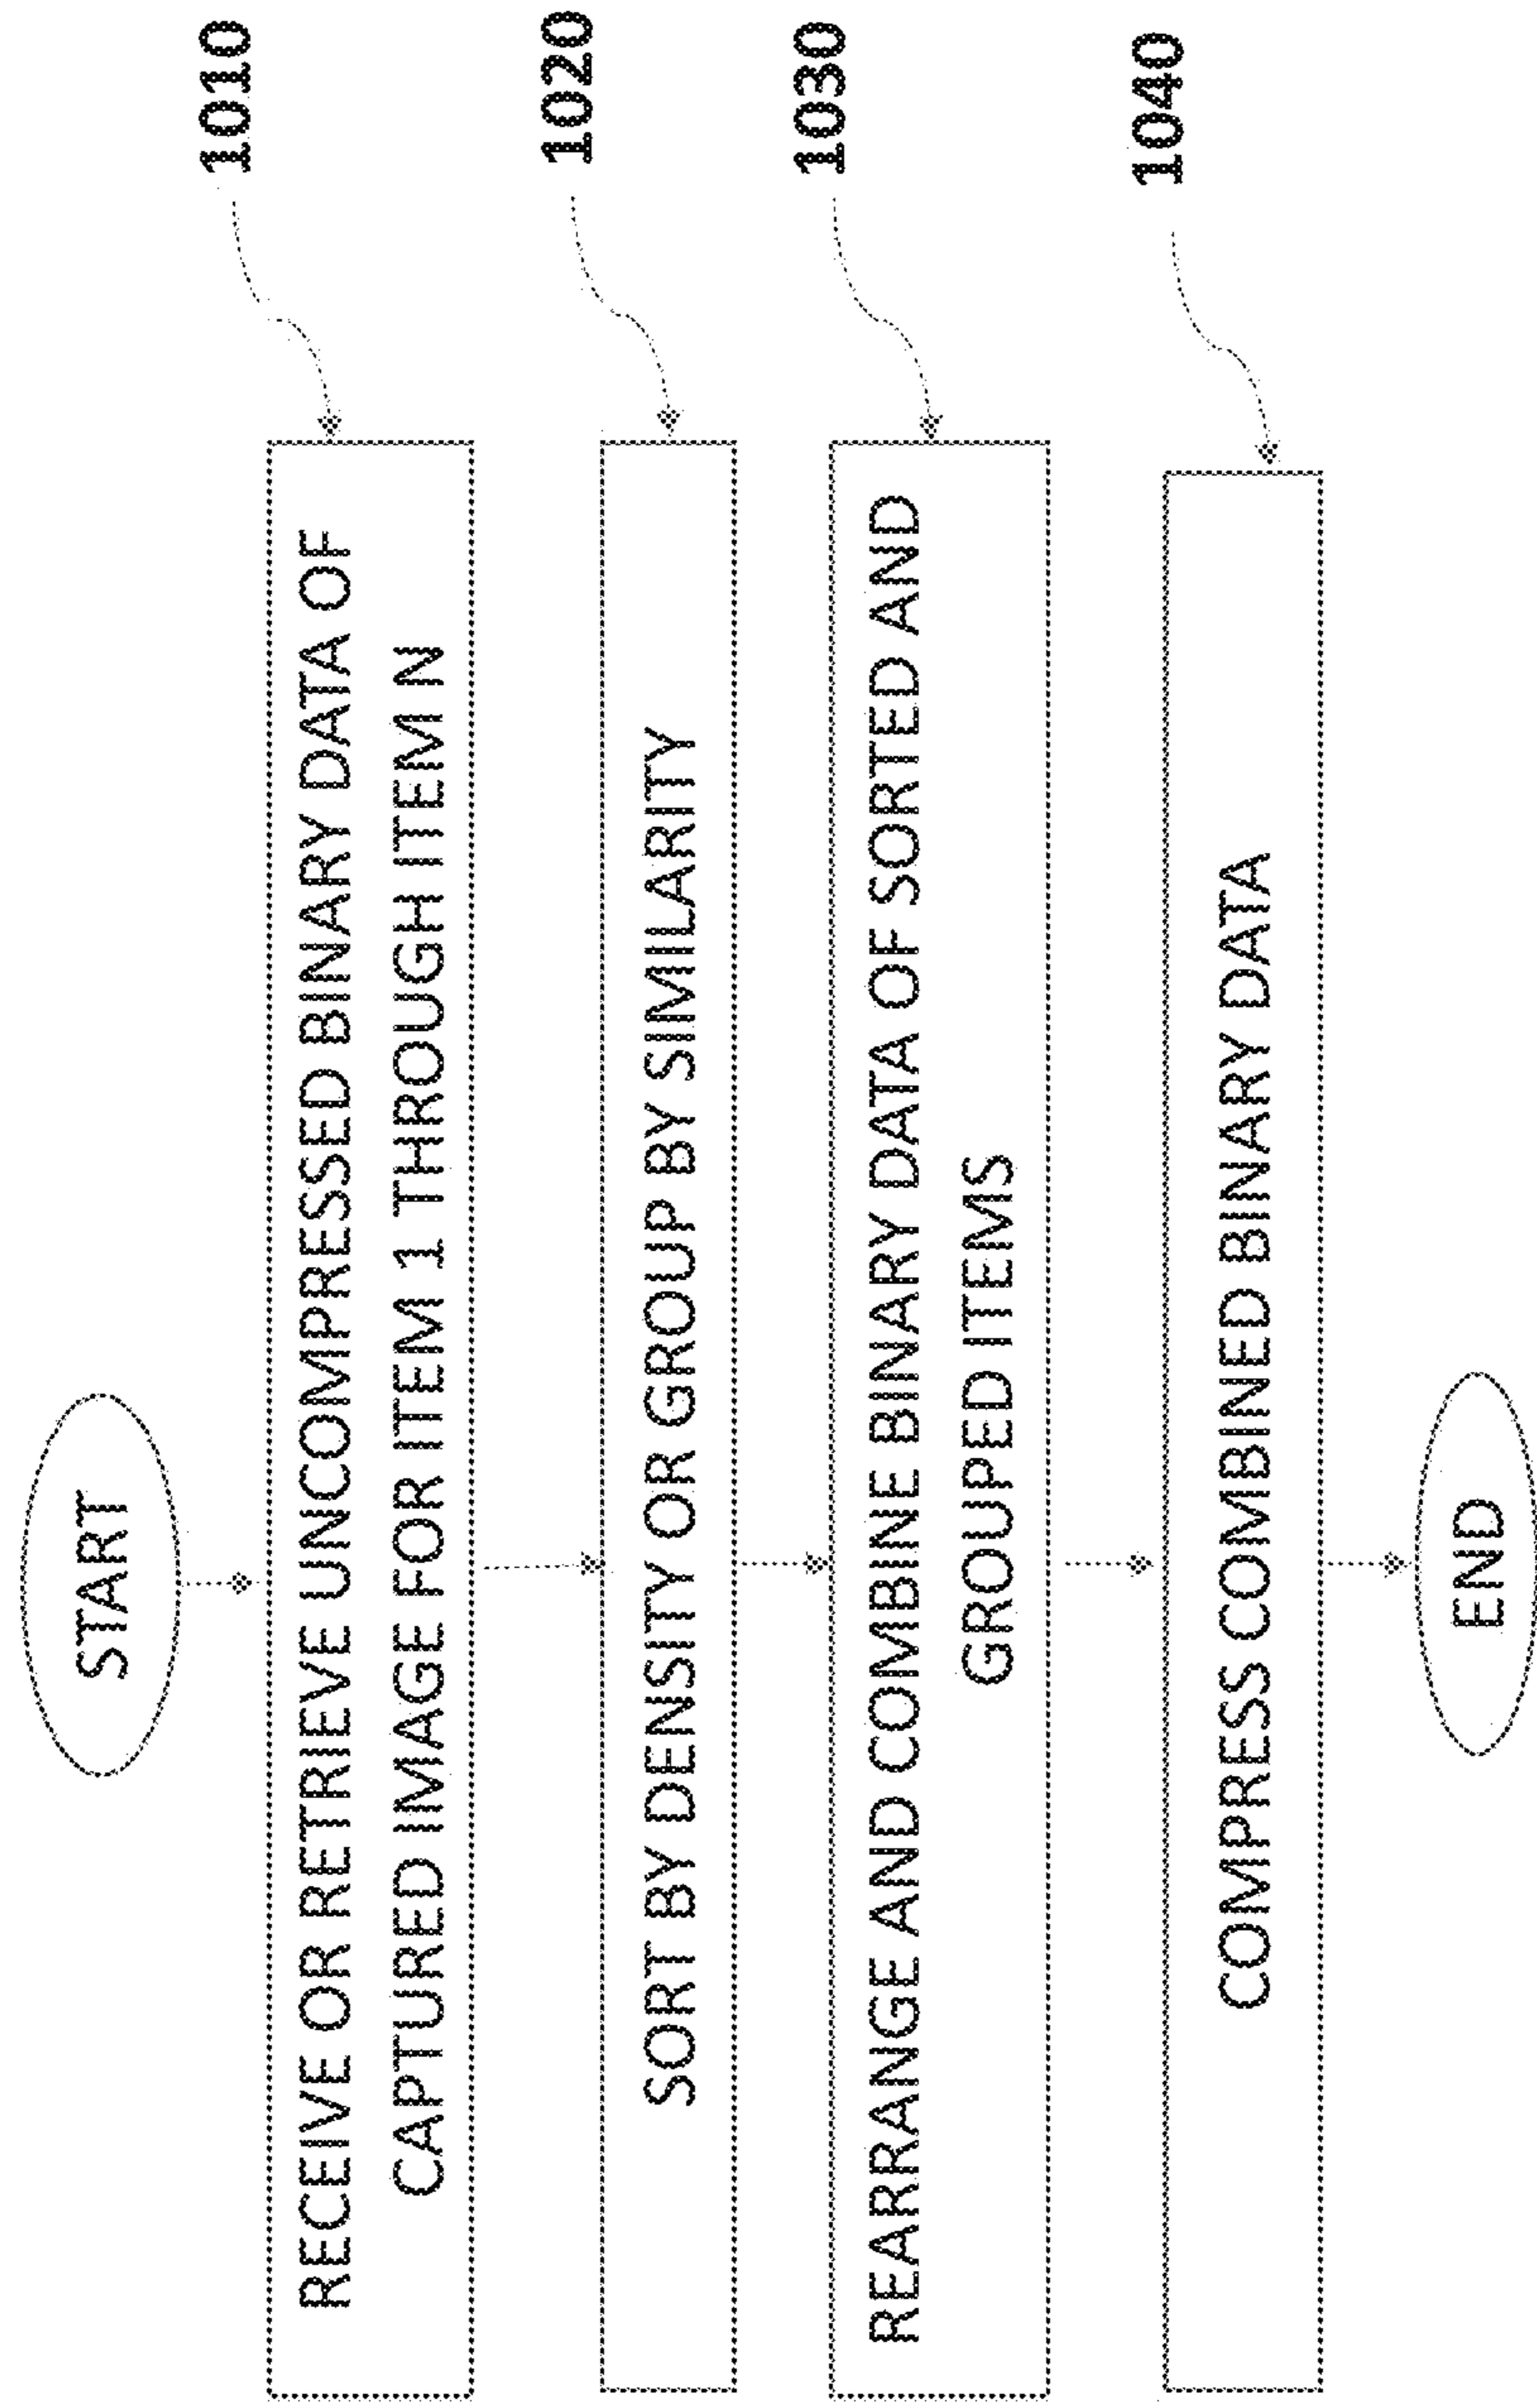 START
RECEIVE OR RETRIEVE UNCOMPRESSED BINARY DATA OF
CAPTURED IMAGE FOR ITEM 1 THROUGH ITEM N
1010
SORT BY DENSITY OR GROUP BY SIMILARITY
1020
REARRANGE AND COMBINE BINARY DATA OF SORTED AND
GROUPED ITEMS
1030
COMPRESS COMBINED BINARY DATA
1040
END